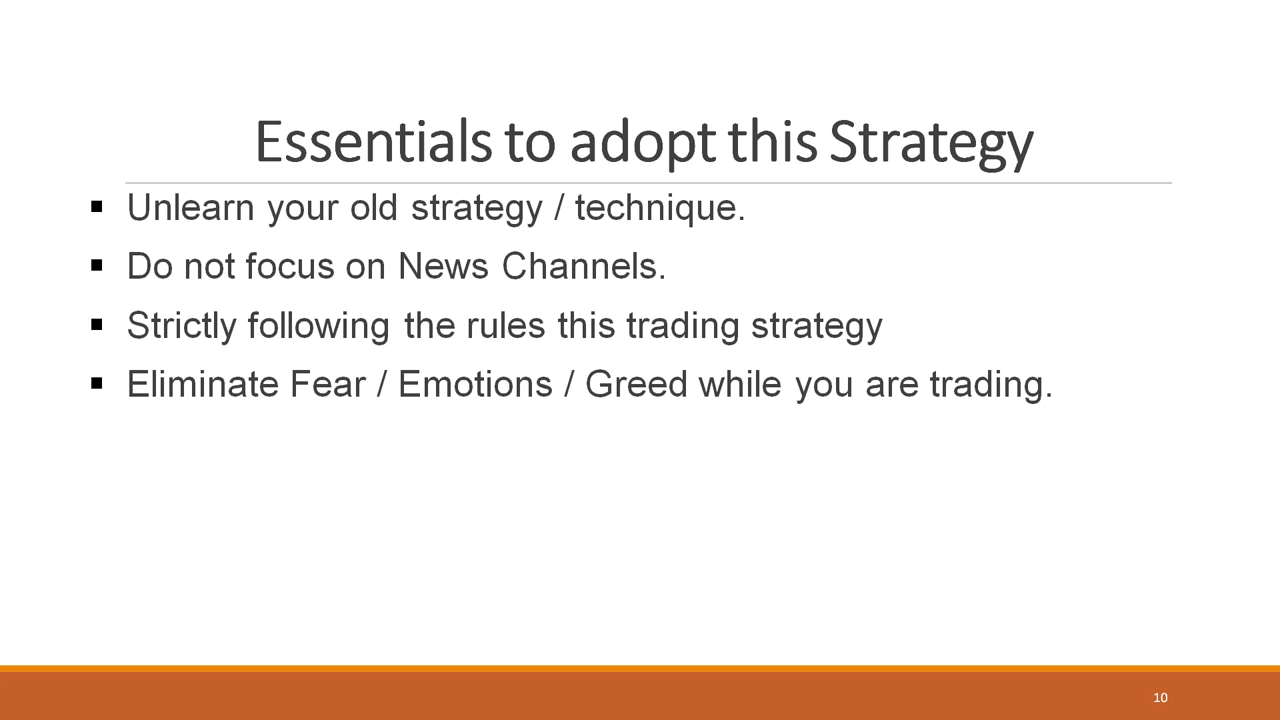 Essentials to adopt this Strategy
▪ Unlearn your old strategy / technique.
▪ Do not focus on News Channels.
▪ Strictly following the rules this trading strategy
▪ Eliminate Fear / Emotions / Greed while you are trading.
10